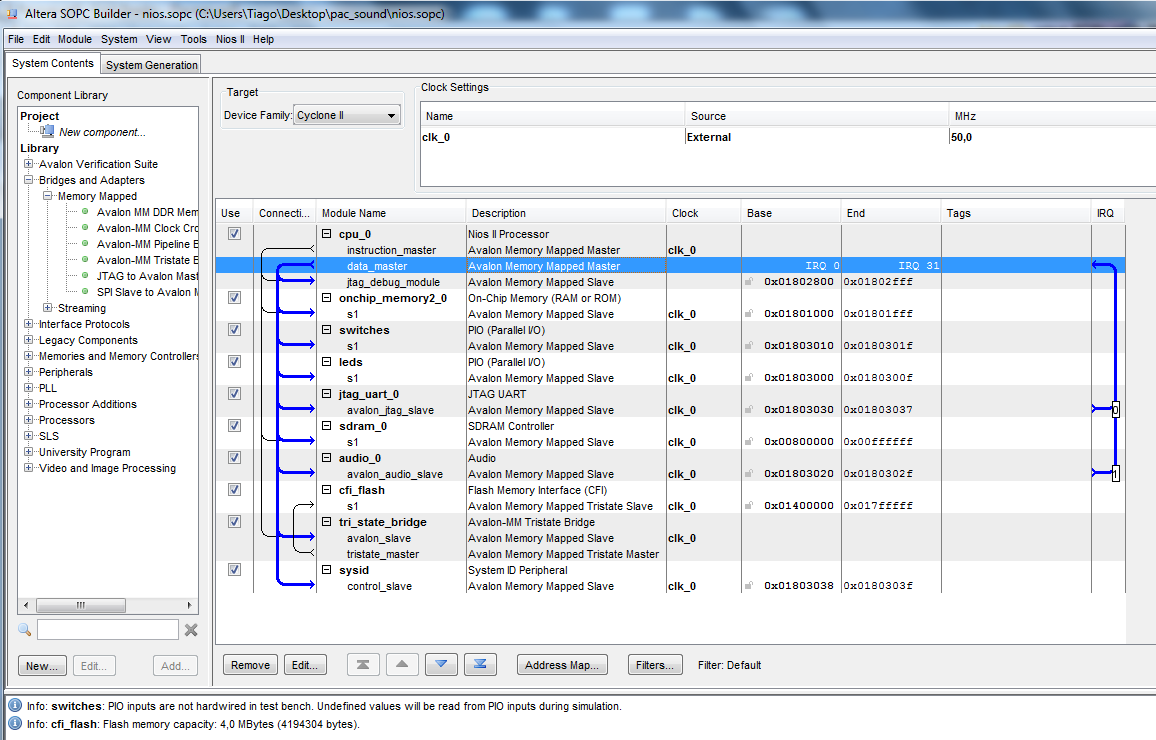 Altera SOPC Builder - nios.sopc (C:\Users\Tiago\Desktop\pac_sound\nios.sopc)
File Edit Module System View Tools Nios II Help
System Contents System Generation
Component Library
Project
New component...
Library
Avalon Verification Suite
Bridges and Adapters
Memory Mapped
Avalon MM DDR Mem
Avalon-MM Clock Cro
Avalon-MM Pipeline B
Avalon-MM Tristate B
JTAG to Avalon Mast
SPI Slave to Avalon M
Streaming
Interface Protocols
Legacy Components
Memories and Memory Controllers
Peripherals
PLL
Processor Additions
Processors
SLS
University Program
Video and Image Processing
New... Edit... Add...
Target
Device Family: Cyclone II
Clock Settings
Name Source MHz
clk_0 External 50,0
Use Connecti... Module Name Description Clock Base End Tags IRQ
cpu_0 Nios II Processor
instruction_master Avalon Memory Mapped Master clk_0
data_master Avalon Memory Mapped Master IRQ 0 IRQ 31
jtag_debug_module Avalon Memory Mapped Slave 0x01802800 0x01802fff
onchip_memory2_0 On-Chip Memory (RAM or ROM)
s1 Avalon Memory Mapped Slave clk_0 0x01801000 0x01801fff
switches PIO (Parallel I/O)
s1 Avalon Memory Mapped Slave clk_0 0x01803010 0x0180301f
leds PIO (Parallel I/O)
s1 Avalon Memory Mapped Slave clk_0 0x01803000 0x0180300f
jtag_uart_0 JTAG UART
avalon_jtag_slave Avalon Memory Mapped Slave clk_0 0x01803030 0x01803037 0
sdram_0 SDRAM Controller
s1 Avalon Memory Mapped Slave clk_0 0x00800000 0x00ffffff
audio_0 Audio
avalon_audio_slave Avalon Memory Mapped Slave clk_0 0x01803020 0x0180302f 1
cfi_flash Flash Memory Interface (CFI)
s1 Avalon Memory Mapped Tristate Slave clk_0 0x01400000 0x017fffff
tri_state_bridge Avalon-MM Tristate Bridge
avalon_slave Avalon Memory Mapped Slave clk_0
tristate_master Avalon Memory Mapped Tristate Master
sysid System ID Peripheral
control_slave Avalon Memory Mapped Slave clk_0 0x01803038 0x0180303f
Remove Edit... Address Map... Filters... Filter: Default
Info: switches: PIO inputs are not hardwired in test bench. Undefined values will be read from PIO inputs during simulation.
Info: cfi_flash: Flash memory capacity: 4,0 MBytes (4194304 bytes).